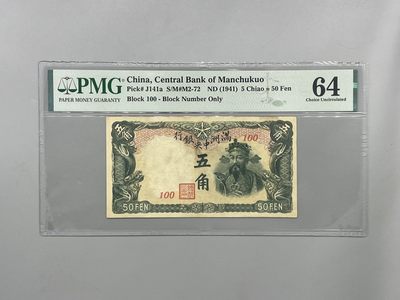 PMG
PAPER MONEY GUARANTY
China, Central Bank of Manchukuo
Pick# J141a S/M#M2-72 ND (1941) 5 Chiao = 50 Fen
Block 100 - Block Number Only
64
Choice Uncirculated
行銀央中洲滿
100
五角
100
50 FEN
50 FEN